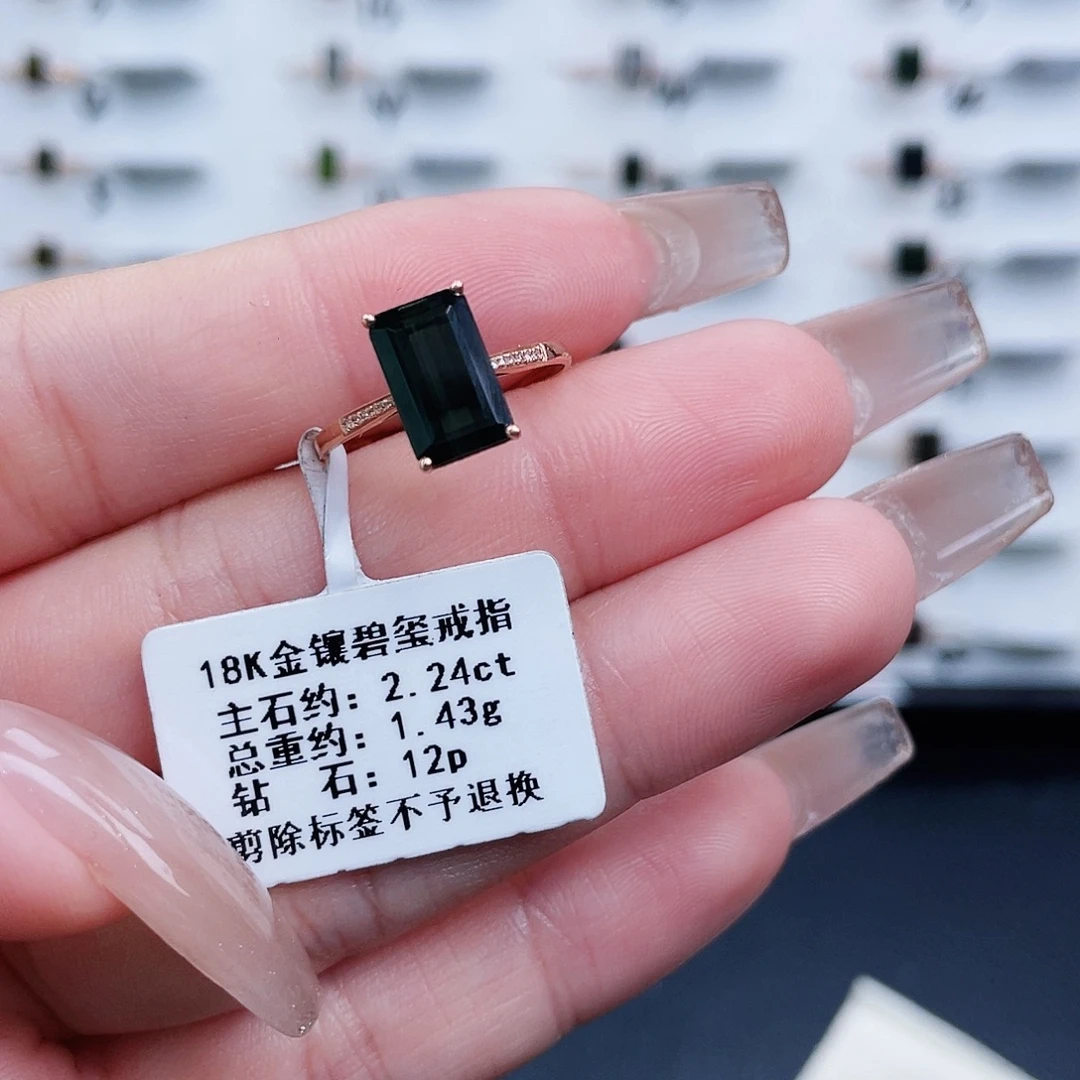 18K金镶碧玺戒指
主石约：2.24ct
总重约：1.43g
钻 石：12p
剪除标签不予退换